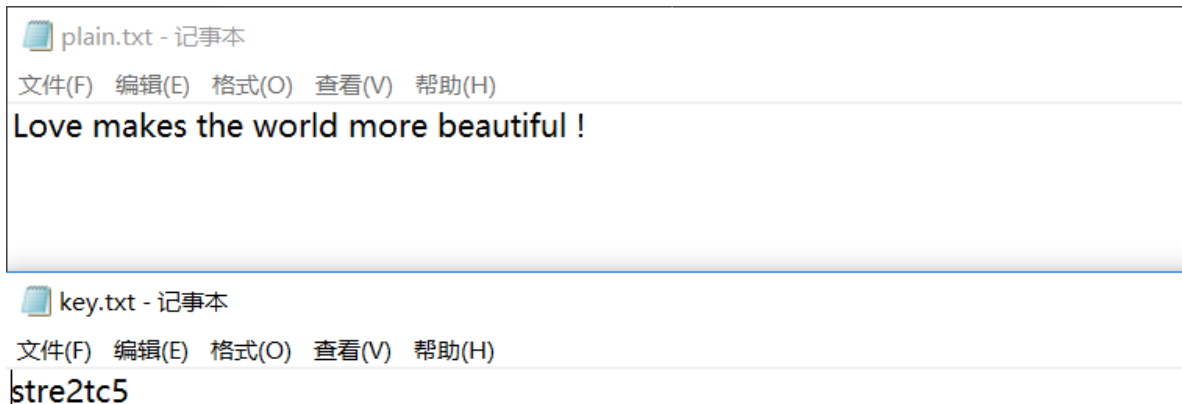 plain.txt - 记事本
文件(F) 编辑(E) 格式(O) 查看(V) 帮助(H)
Love makes the world more beautiful !
key.txt - 记事本
文件(F) 编辑(E) 格式(O) 查看(V) 帮助(H)
stre2tc5